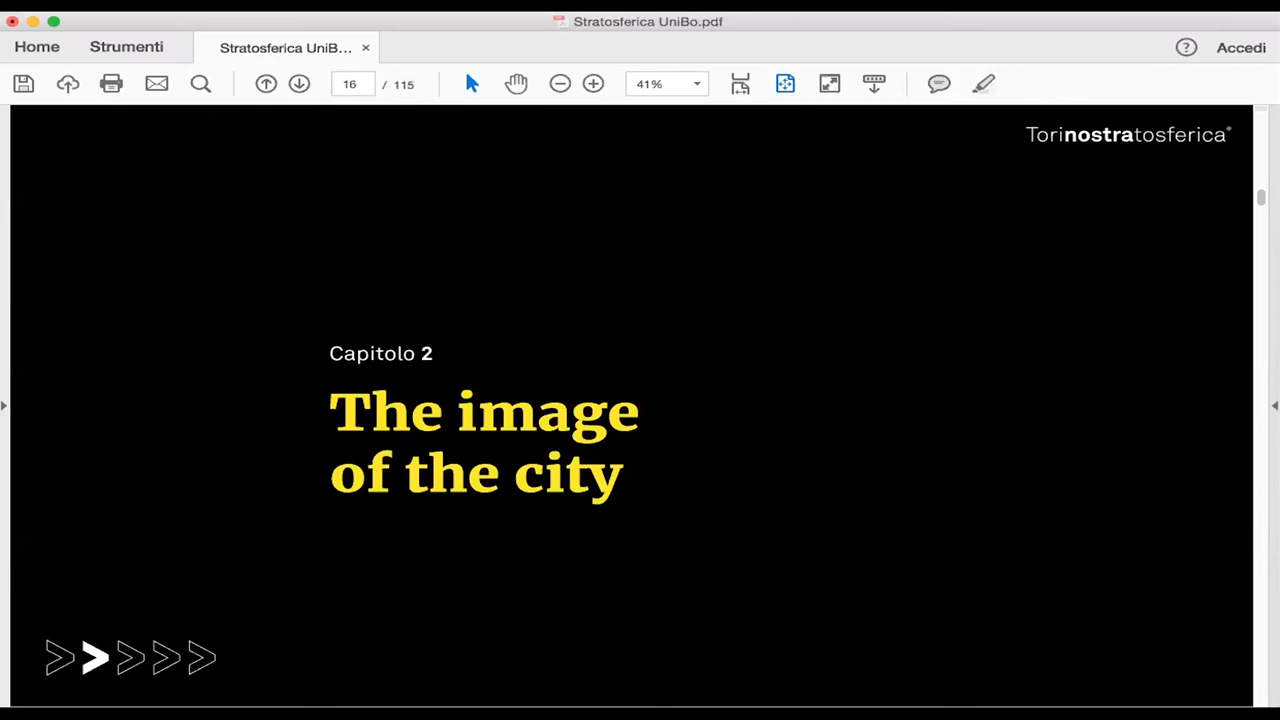 Stratosferica UniBo.pdf
Home Strumenti Stratosferica UniB... × ? Accedi
16 / 115 41%
Torinostratosferica®
Capitolo 2
The image
of the city